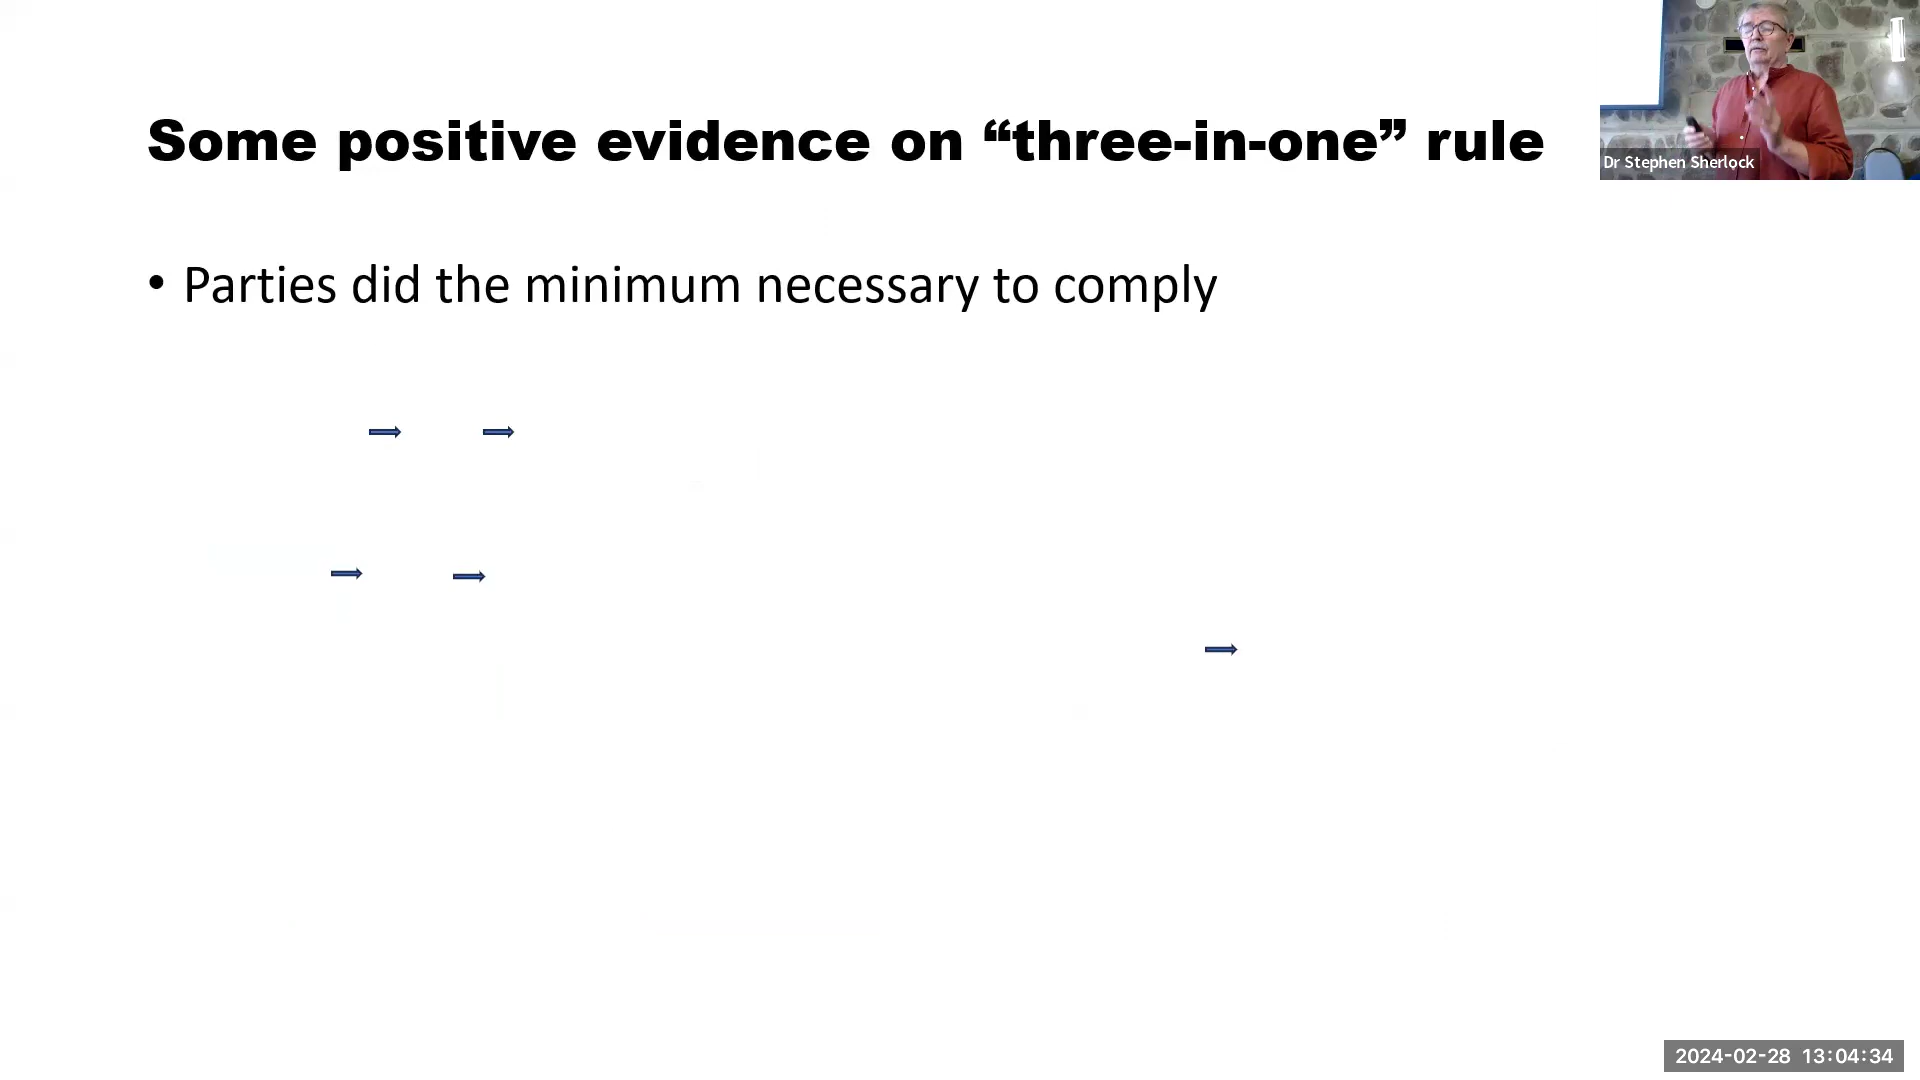 Some positive evidence on “three-in-one” rule
Dr Stephen Sherlock
• Parties did the minimum necessary to comply
2024-02-28 13:04:34